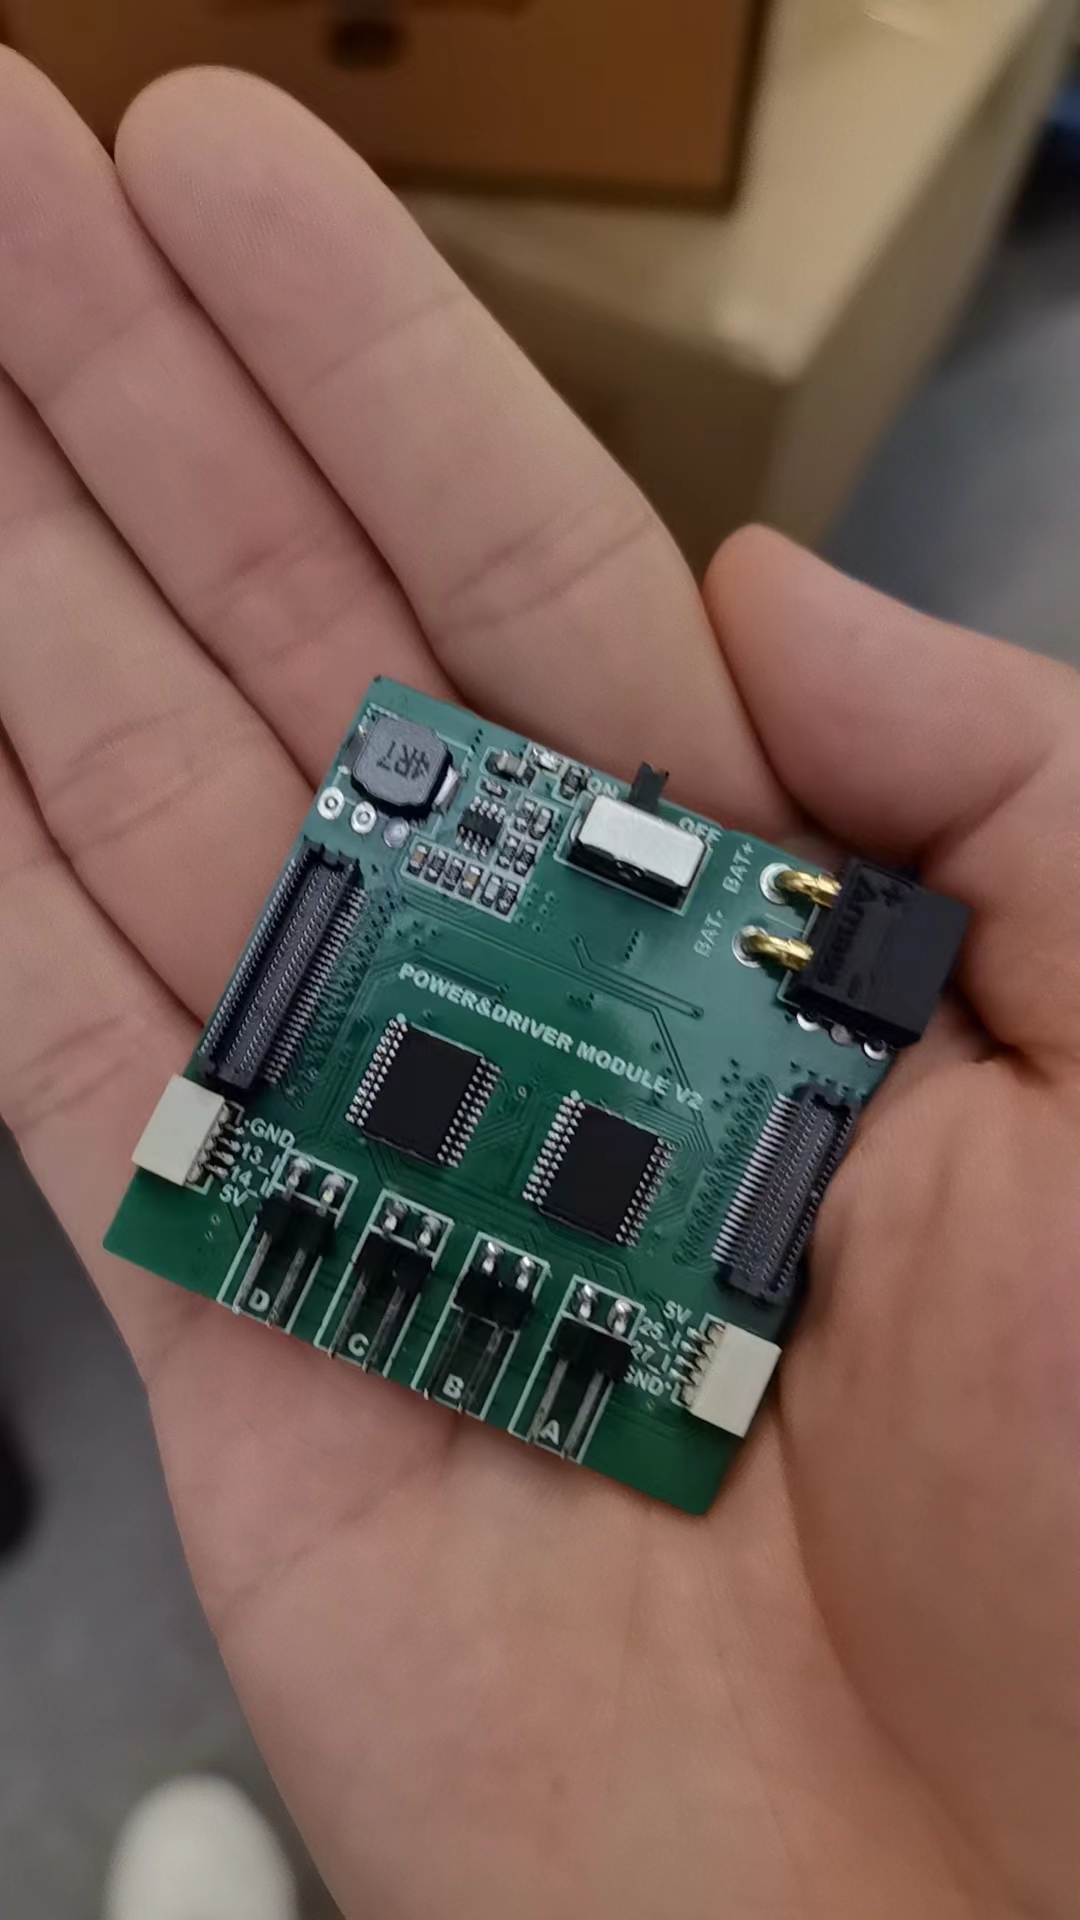 4R7
ON
OFF
BAT+
BAT-
POWER&DRIVER MODULE V2
GND
13_I
14_I
5V
D
C
B
A
5V
25_I
27_I
GND